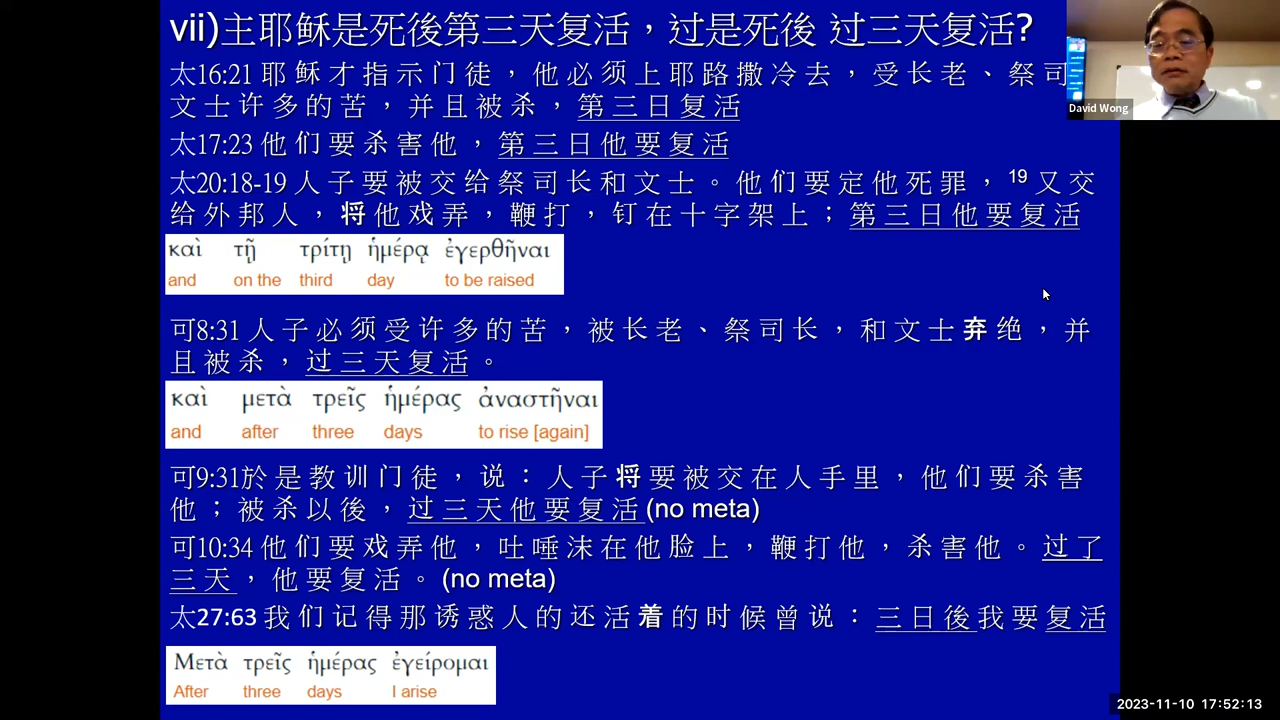 vii)主耶稣是死後第三天复活，过是死後 过三天复活?
太16:21 耶稣才指示门徒，他必须上耶路撒冷去，受长老、祭司
文士许多的苦，并且被杀，第三日复活
太17:23 他们要杀害他，第三日他要复活
太20:18-19 人子要被交给祭司长和文士。他们要定他死罪，19 又交
给外邦人，将他戏弄，鞭打，钉在十字架上；第三日他要复活
καὶ τῇ τρίτῃ ἡμέρᾳ ἐγερθῆναι
and on the third day to be raised
可8:31 人子必须受许多的苦，被长老、祭司长，和文士弃绝，并
且被杀，过三天复活。
καὶ μετὰ τρεῖς ἡμέρας ἀναστῆναι
and after three days to rise [again]
可9:31於是教训门徒，说：人子将要被交在人手里，他们要杀害
他；被杀以後，过三天他要复活(no meta)
可10:34 他们要戏弄他，吐唾沫在他脸上，鞭打他，杀害他。过了
三天，他要复活。(no meta)
太27:63 我们记得那诱惑人的还活着的时候曾说：三日後我要复活
Μετὰ τρεῖς ἡμέρας ἐγείρομαι
After three days I arise
David Wong
2023-11-10 17:52:13